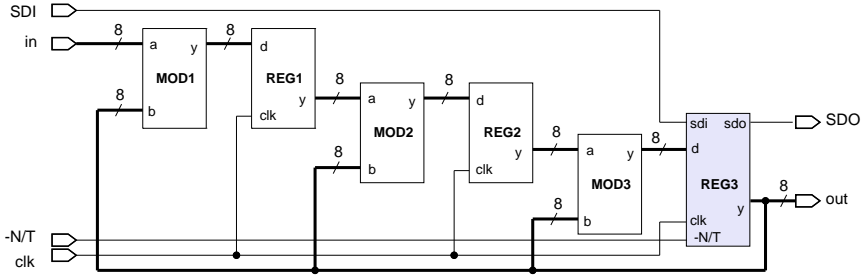 SDI
in
8
a
y
MOD1
b
8
8
d
REG1
y
clk
8
a
y
MOD2
b
8
8
d
REG2
y
clk
8
a
y
MOD3
b
8
8
sdi
sdo
d
REG3
y
clk
-N/T
SDO
8
out
-N/T
clk